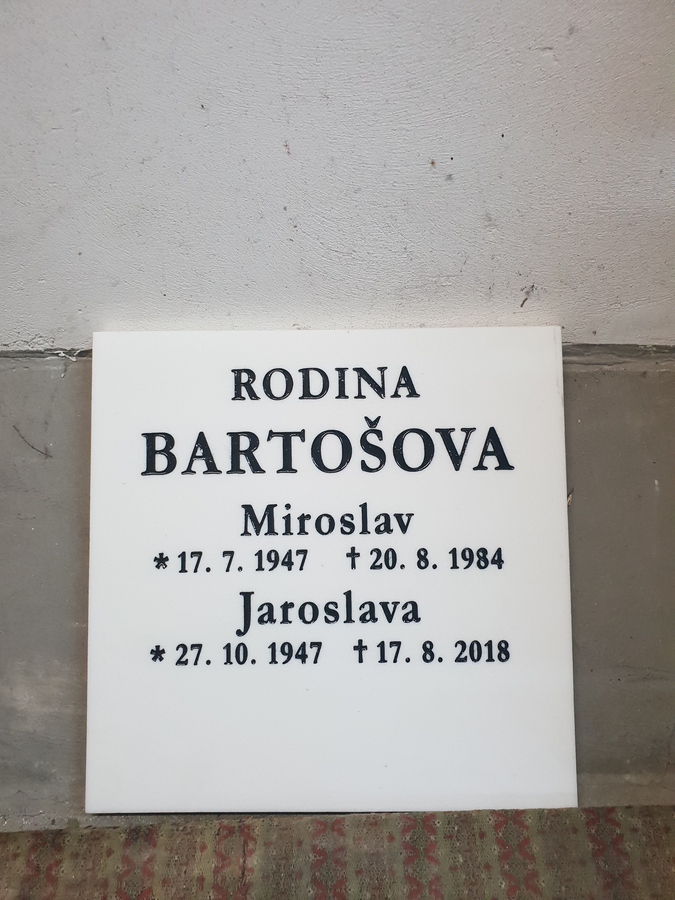 RODINA
BARTOŠOVA
Miroslav
* 17. 7. 1947 † 20. 8. 1984
Jaroslava
* 27. 10. 1947 † 17. 8. 2018